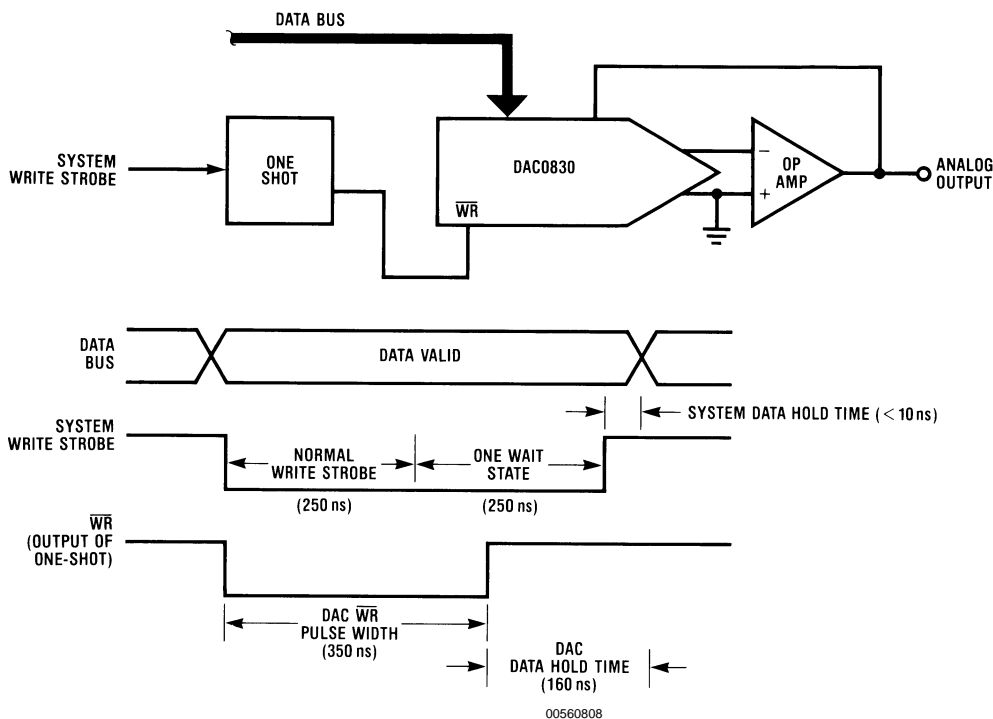 DATA BUS
SYSTEM
WRITE STROBE
ONE
SHOT
DAC0830
WR
−
+
OP
AMP
ANALOG
OUTPUT
DATA
BUS
DATA VALID
SYSTEM DATA HOLD TIME (< 10 ns)
SYSTEM
WRITE STROBE
NORMAL
WRITE STROBE
(250 ns)
ONE WAIT
STATE
(250 ns)
WR
(OUTPUT OF
ONE-SHOT)
DAC WR
PULSE WIDTH
(350 ns)
DAC
DATA HOLD TIME
(160 ns)
00560808